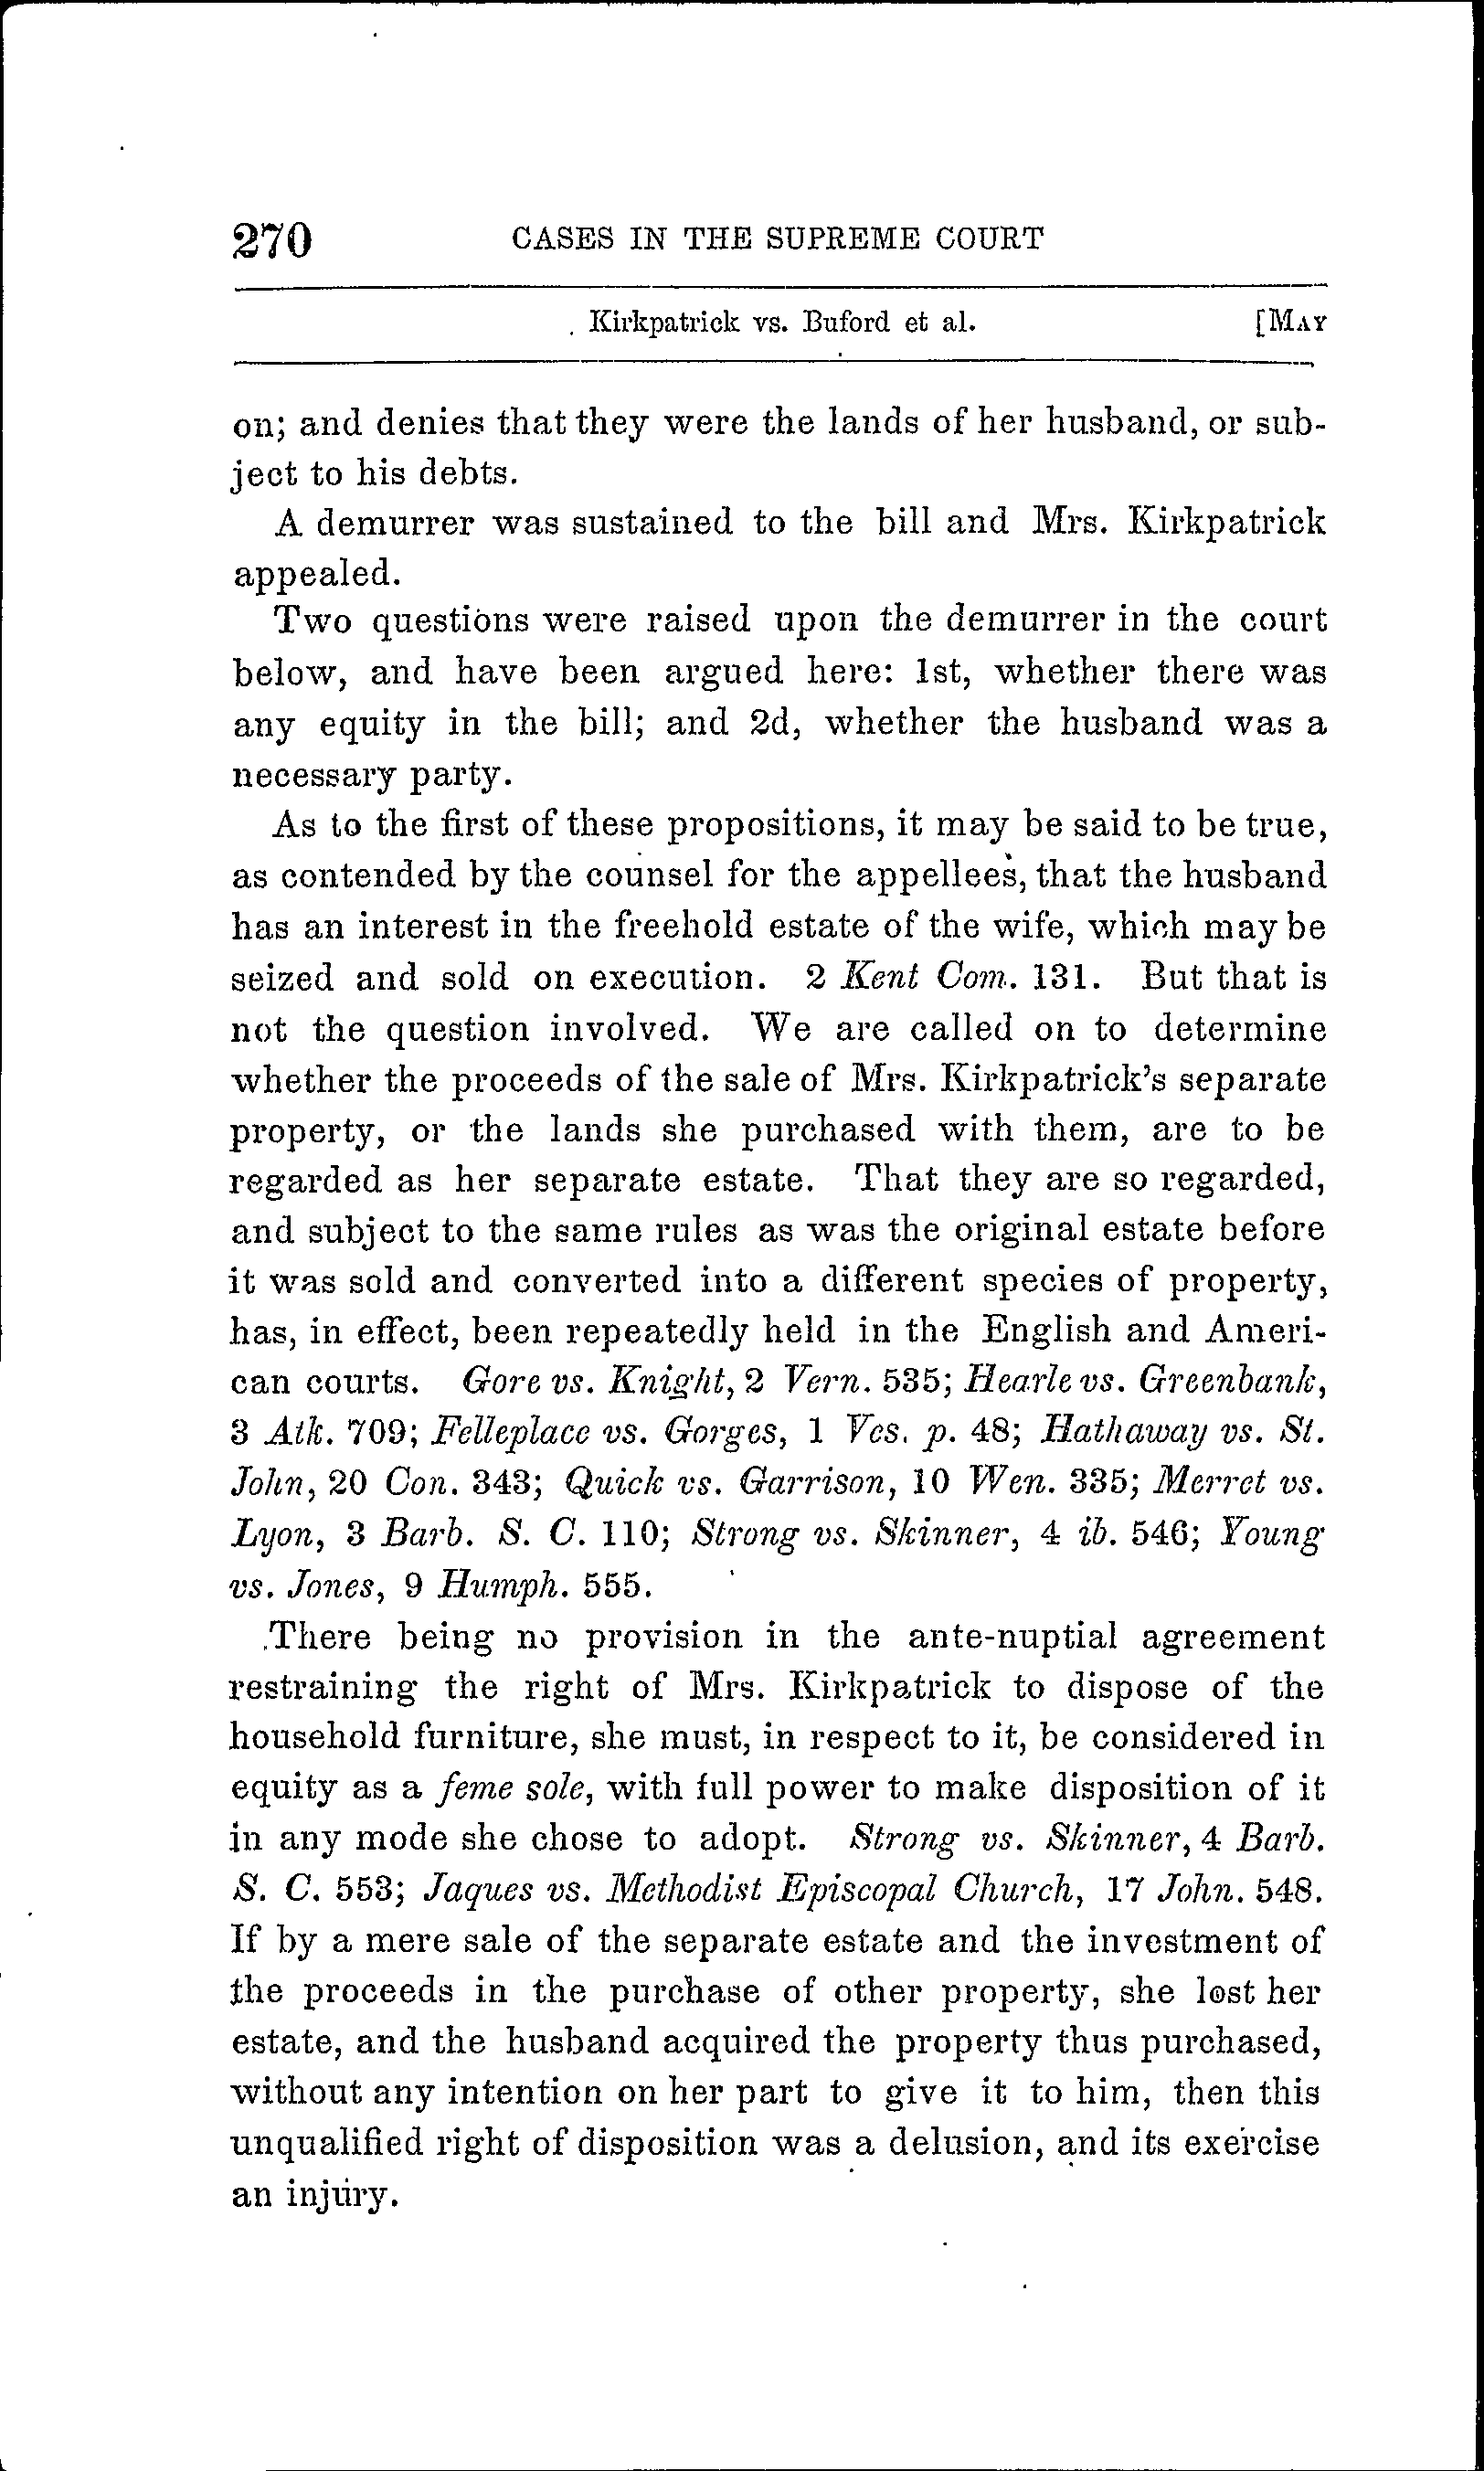 270 CASES IN THE SUPREME COURT
Kirkpatrick vs. Buford et al. [MAY
on; and denies that they were the lands of her husband, or sub-
ject to his debts.
A demurrer was sustained to the bill and Mrs. Kirkpatrick
appealed.
Two questions were raised upon the demurrer in the court
below, and have been argued here: 1st, whether there was
any equity in the bill; and 2d, whether the husband was a
necessary party.
As to the first of these propositions, it may be said to be true,
as contended by the counsel for the appellees, that the husband
has an interest in the freehold estate of the wife, which may be
seized and sold on execution. 2 Kent Com. 131. But that is
not the question involved. We are called on to determine
whether the proceeds of the sale of Mrs. Kirkpatrick's separate
property, or the lands she purchased with them, are to be
regarded as her separate estate. That they are so regarded,
and subject to the same rules as was the original estate before
it was sold and converted into a different species of property,
has, in effect, been repeatedly held in the English and Ameri-
can courts. Gore vs. Knight, 2 Vern. 535; Hearle vs. Greenbank,
3 Atk. 709; Felleplace vs. Gorges, 1 Ves. p. 48; Hathaway vs. St.
John, 20 Con. 343; Quick vs. Garrison, 10 Wen. 335; Merret vs.
Lyon, 3 Barb. S. C. 110; Strong vs. Skinner, 4 ib. 546; Young
vs. Jones, 9 Humph. 555.
There being no provision in the ante-nuptial agreement
restraining the right of Mrs. Kirkpatrick to dispose of the
household furniture, she must, in respect to it, be considered in
equity as a feme sole, with full power to make disposition of it
in any mode she chose to adopt. Strong vs. Skinner, 4 Barb.
S. C. 553; Jaques vs. Methodist Episcopal Church, 17 John. 548.
If by a mere sale of the separate estate and the investment of
the proceeds in the purchase of other property, she lost her
estate, and the husband acquired the property thus purchased,
without any intention on her part to give it to him, then this
unqualified right of disposition was a delusion, and its exercise
an injury.